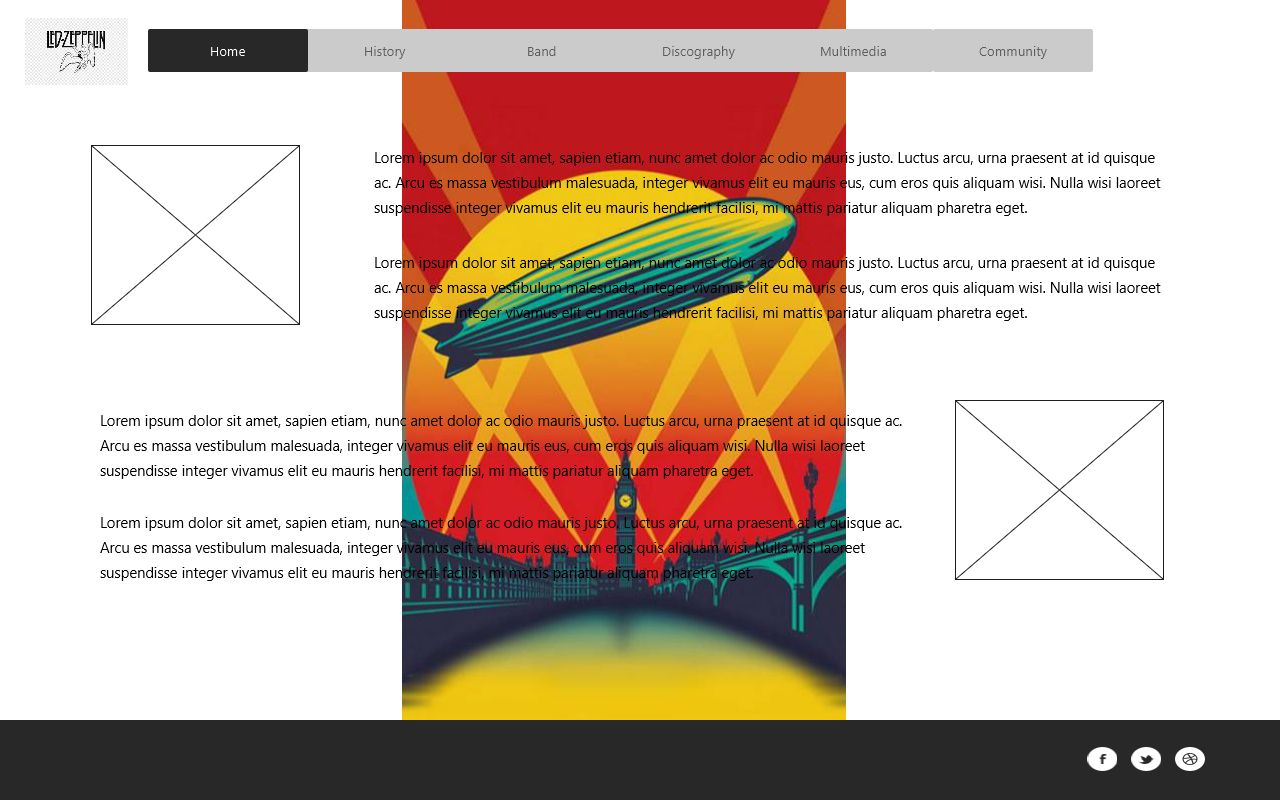 LED-ZEPPELIN
Home History Band Discography Multimedia Community
Lorem ipsum dolor sit amet, sapien etiam, nunc amet dolor ac odio mauris justo. Luctus arcu, urna praesent at id quisque
ac. Arcu es massa vestibulum malesuada, integer vivamus elit eu mauris eus, cum eros quis aliquam wisi. Nulla wisi laoreet
suspendisse integer vivamus elit eu mauris hendrerit facilisi, mi mattis pariatur aliquam pharetra eget.
Lorem ipsum dolor sit amet, sapien etiam, nunc amet dolor ac odio mauris justo. Luctus arcu, urna praesent at id quisque
ac. Arcu es massa vestibulum malesuada, integer vivamus elit eu mauris eus, cum eros quis aliquam wisi. Nulla wisi laoreet
suspendisse integer vivamus elit eu mauris hendrerit facilisi, mi mattis pariatur aliquam pharetra eget.
Lorem ipsum dolor sit amet, sapien etiam, nunc amet dolor ac odio mauris justo. Luctus arcu, urna praesent at id quisque ac.
Arcu es massa vestibulum malesuada, integer vivamus elit eu mauris eus, cum eros quis aliquam wisi. Nulla wisi laoreet
suspendisse integer vivamus elit eu mauris hendrerit facilisi, mi mattis pariatur aliquam pharetra eget.
Lorem ipsum dolor sit amet, sapien etiam, nunc amet dolor ac odio mauris justo. Luctus arcu, urna praesent at id quisque ac.
Arcu es massa vestibulum malesuada, integer vivamus elit eu mauris eus, cum eros quis aliquam wisi. Nulla wisi laoreet
suspendisse integer vivamus elit eu mauris hendrerit facilisi, mi mattis pariatur aliquam pharetra eget.